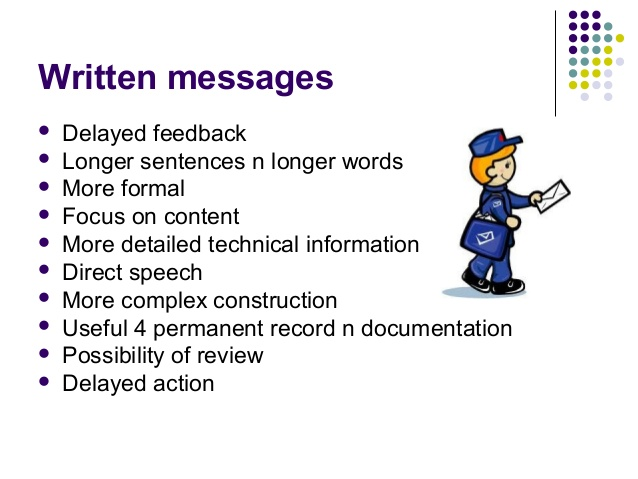 Written messages
Delayed feedback
Longer sentences n longer words
More formal
Focus on content
More detailed technical information
Direct speech
More complex construction
Useful 4 permanent record n documentation
Possibility of review
Delayed action